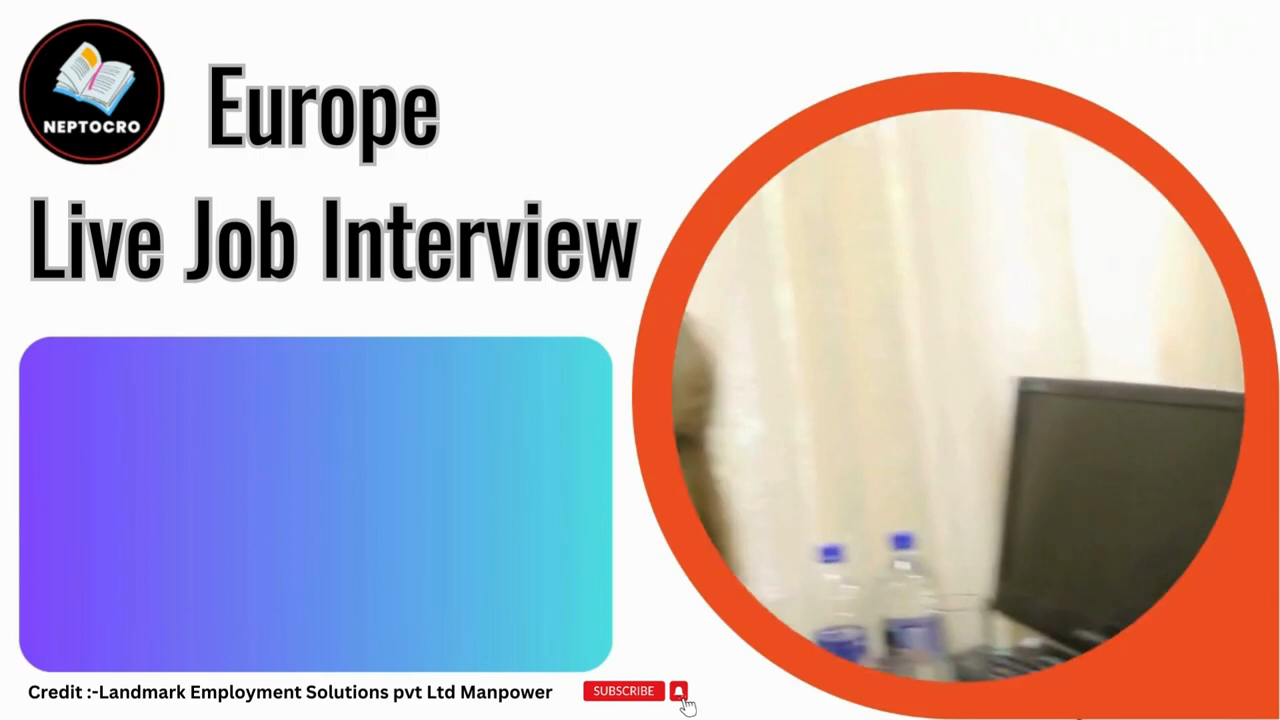 NEPTOCRO
Europe
Live Job Interview
Credit :-Landmark Employment Solutions pvt Ltd Manpower
SUBSCRIBE